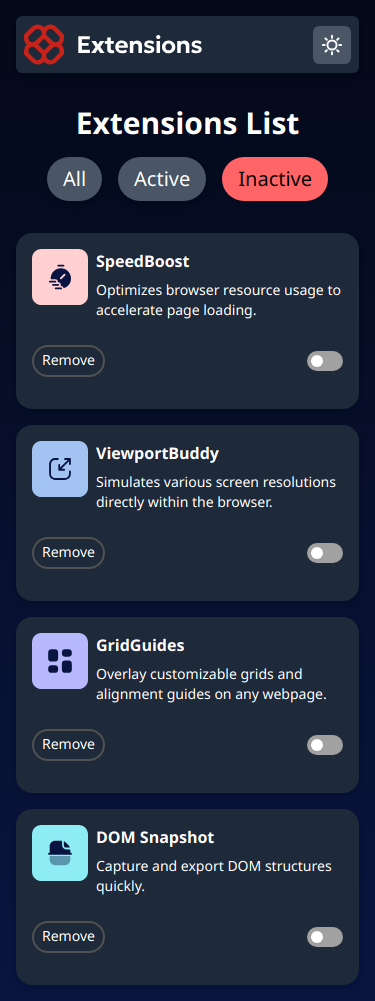 Extensions
Extensions List
All Active Inactive
SpeedBoost
Optimizes browser resource usage to
accelerate page loading.
Remove
ViewportBuddy
Simulates various screen resolutions
directly within the browser.
Remove
GridGuides
Overlay customizable grids and
alignment guides on any webpage.
Remove
DOM Snapshot
Capture and export DOM structures
quickly.
Remove